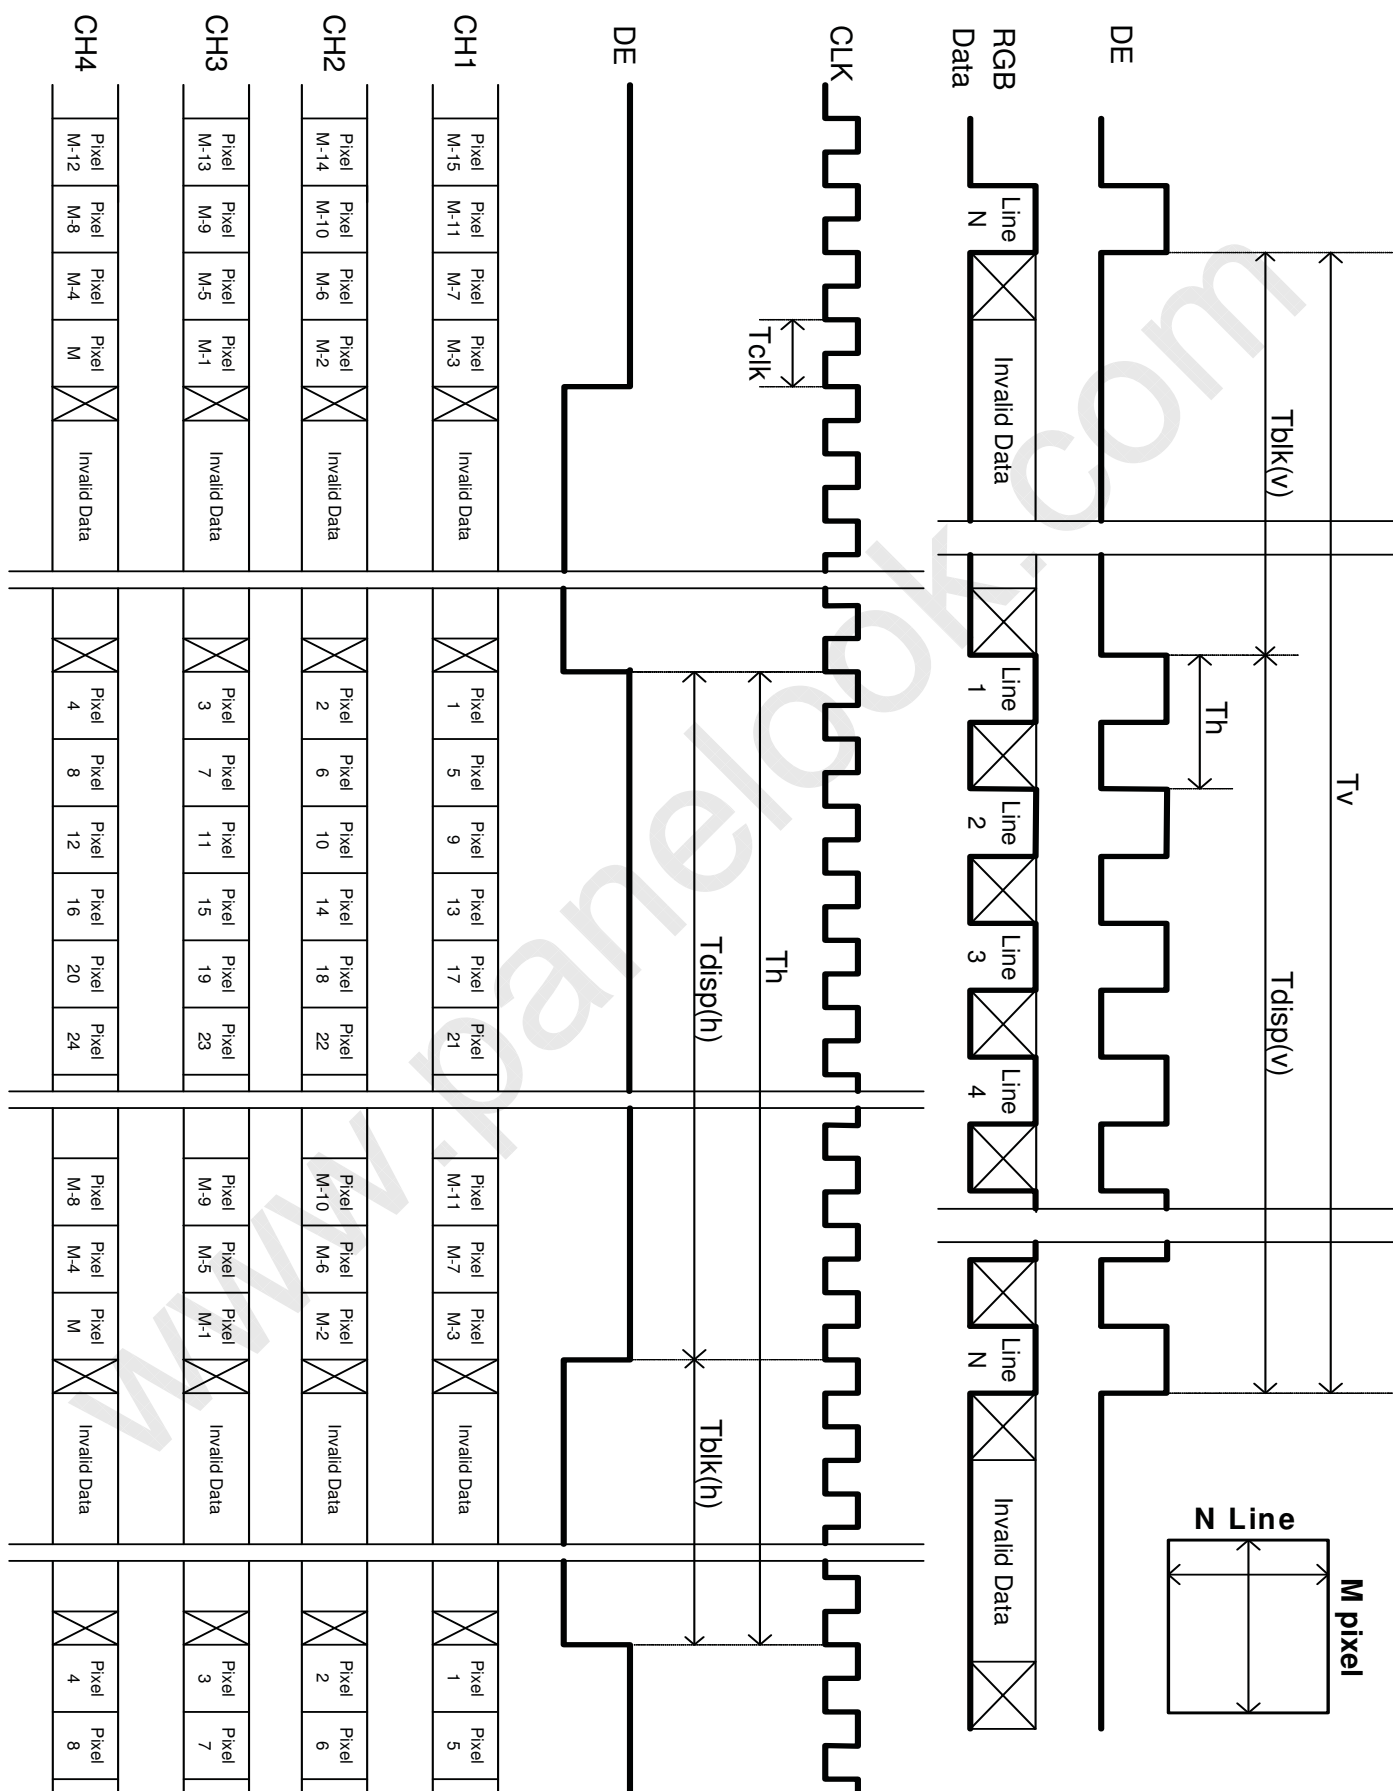 N Line
M pixel
Tv
Tblk(v)
Tdisp(v)
Th
DE
RGB
Data
Line
N
Invalid Data
Line
1
Line
2
Line
3
Line
4
Line
N
Invalid Data
CLK
Tclk
Th
Tdisp(h)
Tblk(h)
DE
CH1
Pixel
M-15
Pixel
M-11
Pixel
M-7
Pixel
M-3
Invalid Data
Pixel
1
Pixel
5
Pixel
9
Pixel
13
Pixel
17
Pixel
21
Pixel
M-11
Pixel
M-7
Pixel
M-3
Invalid Data
Pixel
1
Pixel
5
CH2
Pixel
M-14
Pixel
M-10
Pixel
M-6
Pixel
M-2
Invalid Data
Pixel
2
Pixel
6
Pixel
10
Pixel
14
Pixel
18
Pixel
22
Pixel
M-10
Pixel
M-6
Pixel
M-2
Invalid Data
Pixel
2
Pixel
6
CH3
Pixel
M-13
Pixel
M-9
Pixel
M-5
Pixel
M-1
Invalid Data
Pixel
3
Pixel
7
Pixel
11
Pixel
15
Pixel
19
Pixel
23
Pixel
M-9
Pixel
M-5
Pixel
M-1
Invalid Data
Pixel
3
Pixel
7
CH4
Pixel
M-12
Pixel
M-8
Pixel
M-4
Pixel
M
Invalid Data
Pixel
4
Pixel
8
Pixel
12
Pixel
16
Pixel
20
Pixel
24
Pixel
M-8
Pixel
M-4
Pixel
M
Invalid Data
Pixel
4
Pixel
8
www.panelook.com